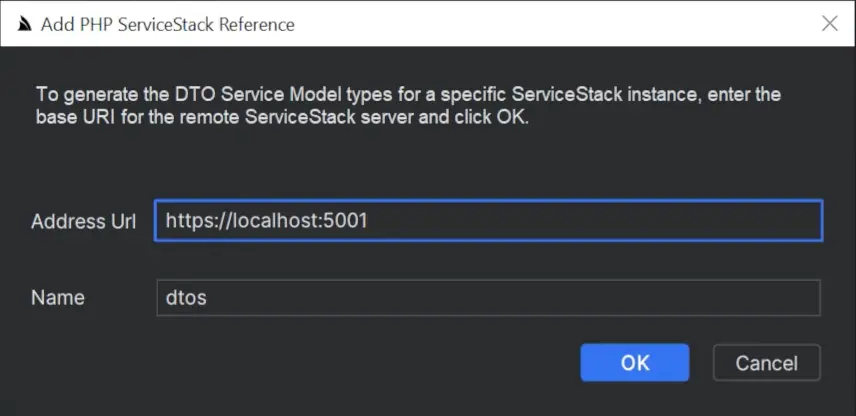 Add PHP ServiceStack Reference
To generate the DTO Service Model types for a specific ServiceStack instance, enter the
base URI for the remote ServiceStack server and click OK.
Address Url https://localhost:5001
Name dtos
OK Cancel